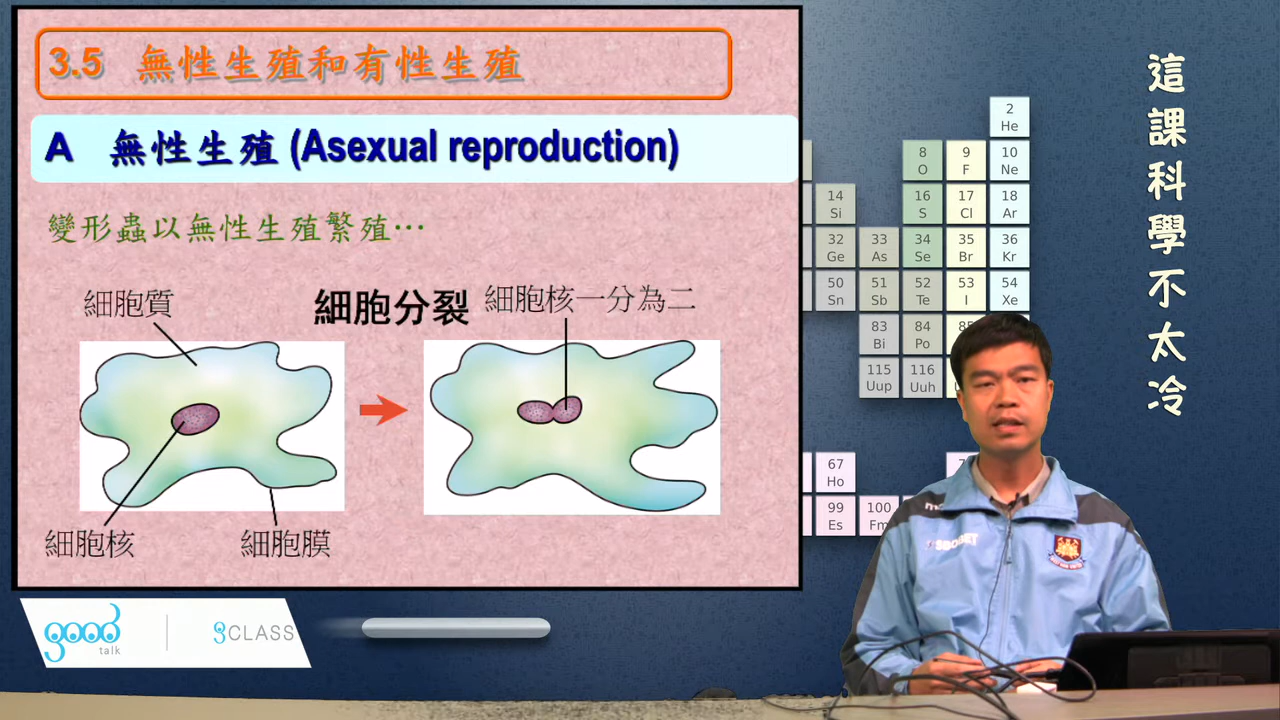 3.5 無性生殖和有性生殖
A 無性生殖 (Asexual reproduction)
變形蟲以無性生殖繁殖…
細胞質
細胞分裂
細胞核一分為二
細胞核
細胞膜
good
talk
3CLASS
這課科學不太冷
2
He
8
O
9
F
10
Ne
14
Si
16
S
17
Cl
18
Ar
32
Ge
33
As
34
Se
35
Br
36
Kr
50
Sn
51
Sb
52
Te
53
I
54
Xe
83
Bi
84
Po
85
115
Uup
116
Uuh
67
Ho
99
Es
100
Fm
SBOBET